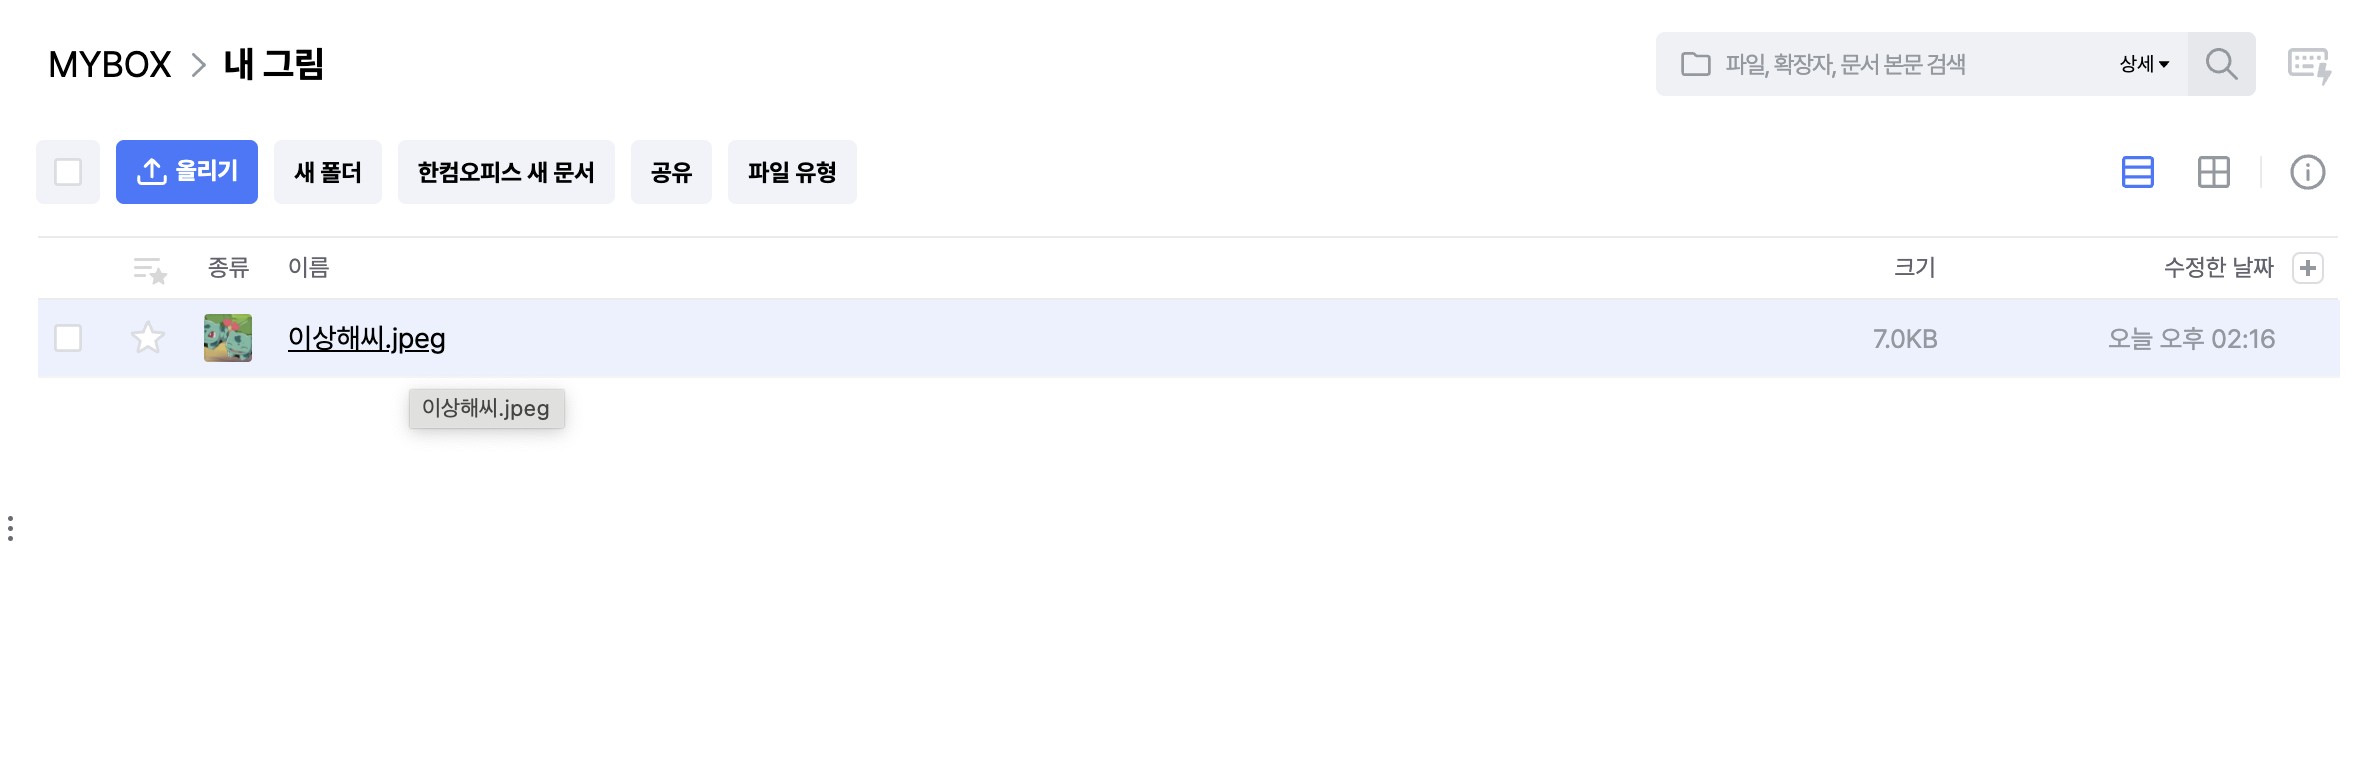 MYBOX > 내 그림
파일, 확장자, 문서 본문 검색 상세
올리기 새 폴더 한컴오피스 새 문서 공유 파일 유형
종류 이름 크기 수정한 날짜
이상해씨.jpeg 7.0KB 오늘 오후 02:16
이상해씨.jpeg